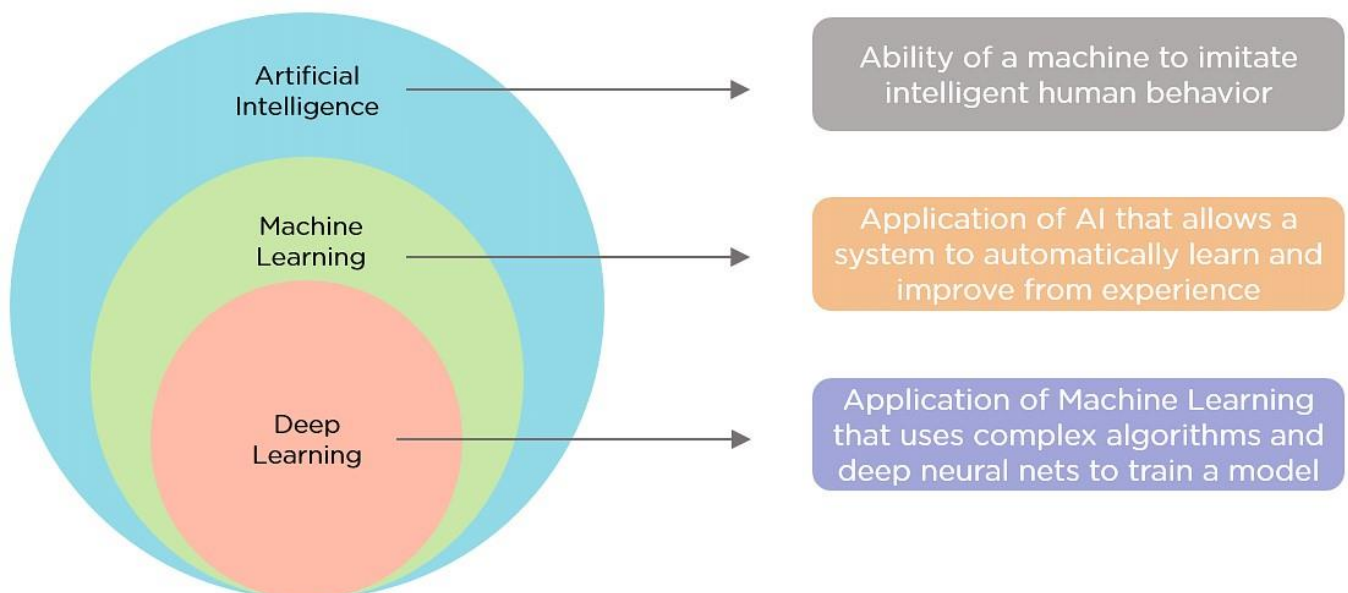 Artificial
Intelligence
Ability of a machine to imitate
intelligent human behavior
Machine
Learning
Application of AI that allows a
system to automatically learn and
improve from experience
Deep
Learning
Application of Machine Learning
that uses complex algorithms and
deep neural nets to train a model